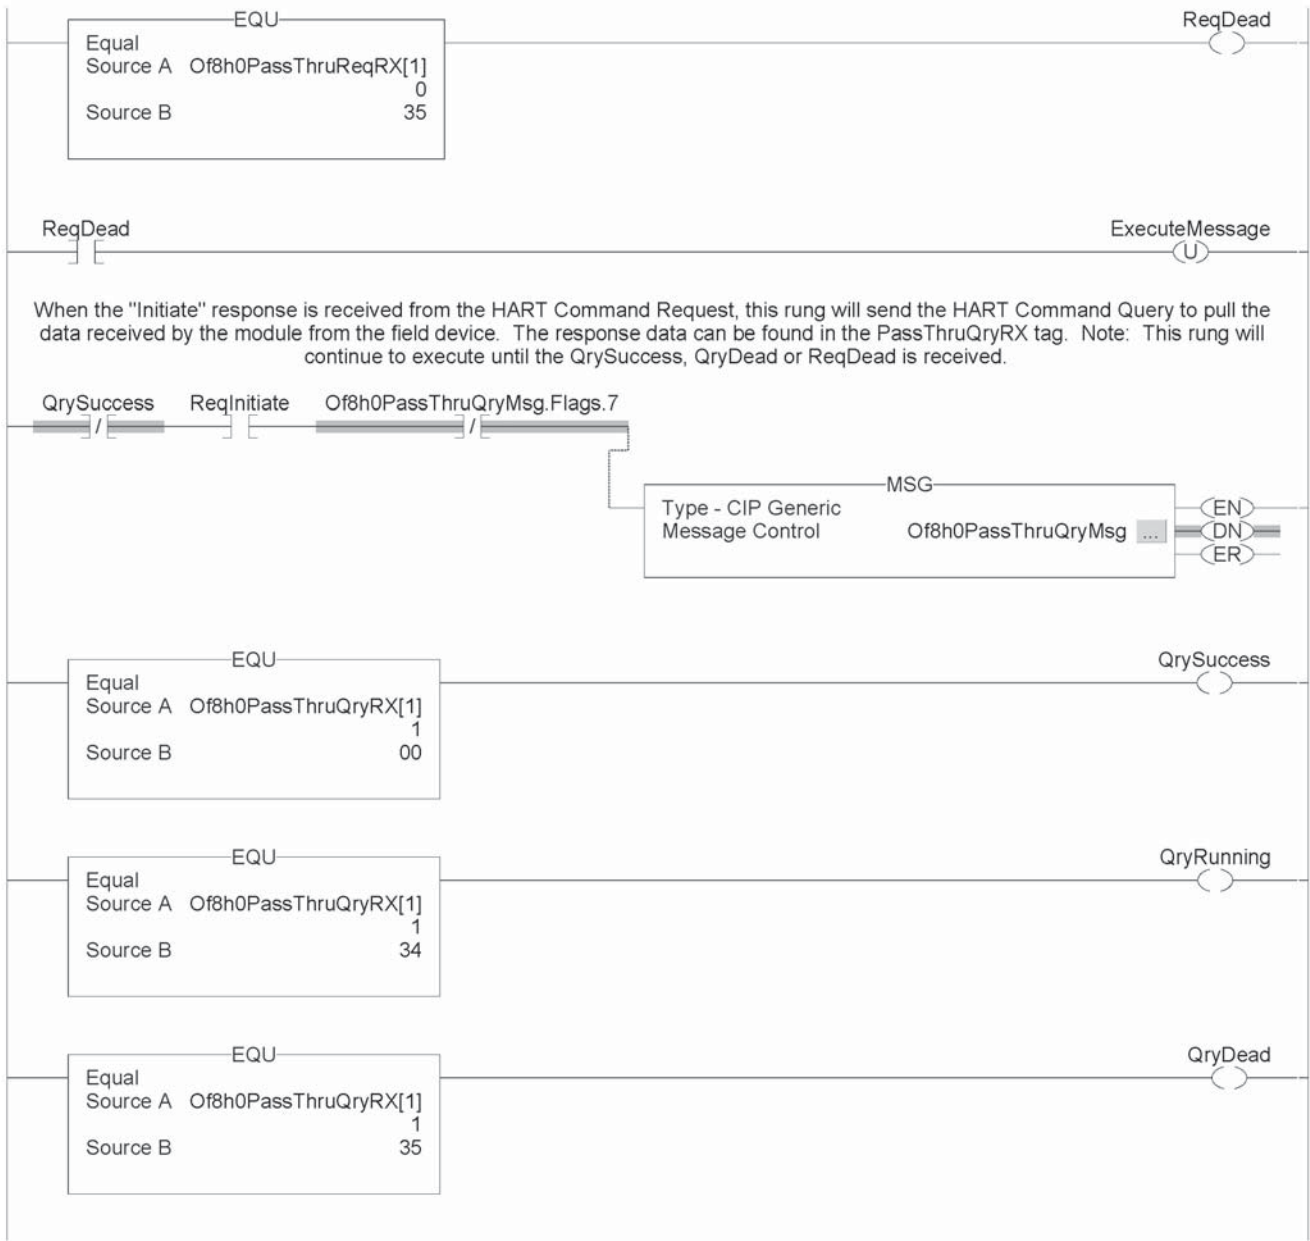 EQU
ReqDead
Equal
Source A Of8h0PassThruReqRX[1]
0
Source B 35
ReqDead
ExecuteMessage
U
When the "Initiate" response is received from the HART Command Request, this rung will send the HART Command Query to pull the
data received by the module from the field device. The response data can be found in the PassThruQryRX tag. Note: This rung will
continue to execute until the QrySuccess, QryDead or ReqDead is received.
QrySuccess ReqInitiate Of8h0PassThruQryMsg.Flags.7
MSG
Type - CIP Generic
Message Control Of8h0PassThruQryMsg ...
EN
DN
ER
EQU
QrySuccess
Equal
Source A Of8h0PassThruQryRX[1]
1
Source B 00
EQU
QryRunning
Equal
Source A Of8h0PassThruQryRX[1]
1
Source B 34
EQU
QryDead
Equal
Source A Of8h0PassThruQryRX[1]
1
Source B 35